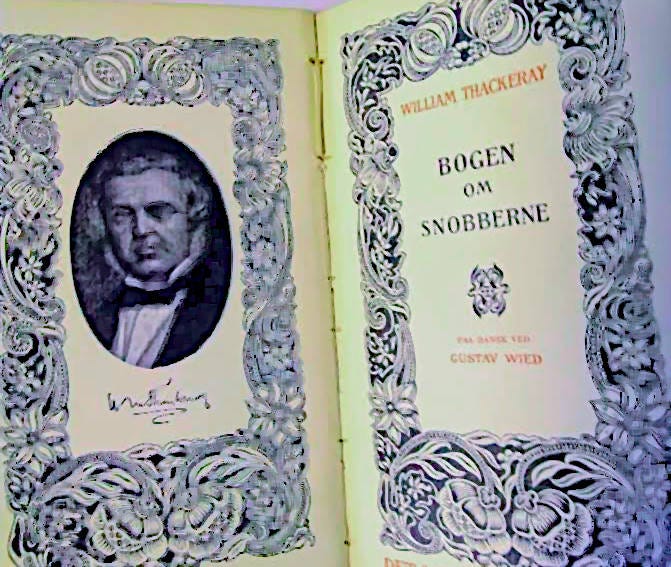 WILLIAM THACKERAY
BOGEN
OM
SNOBBERNE
PAA DANSK VED
GUSTAV WIED